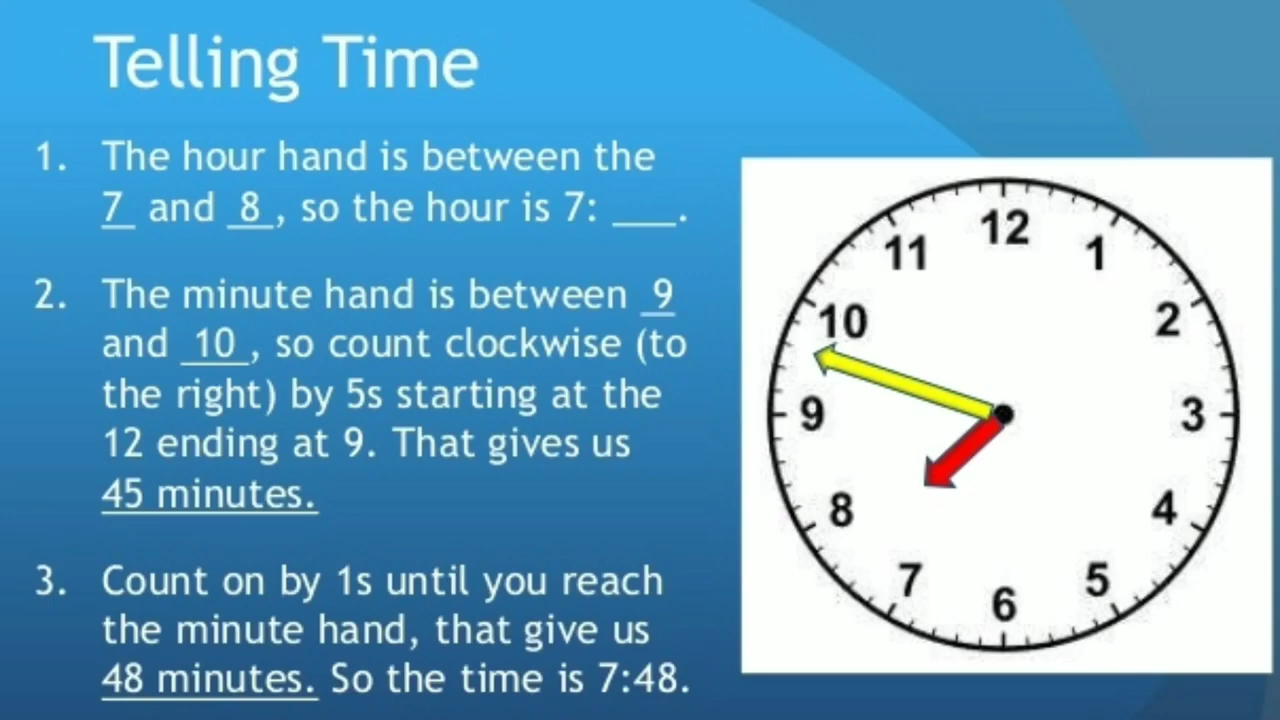 Telling Time
1. The hour hand is between the
7 and 8, so the hour is 7: ___.
2. The minute hand is between 9
and 10, so count clockwise (to
the right) by 5s starting at the
12 ending at 9. That gives us
45 minutes.
3. Count on by 1s until you reach
the minute hand, that give us
48 minutes. So the time is 7:48.
12
11 1
10 2
9 3
8 4
7 5
6